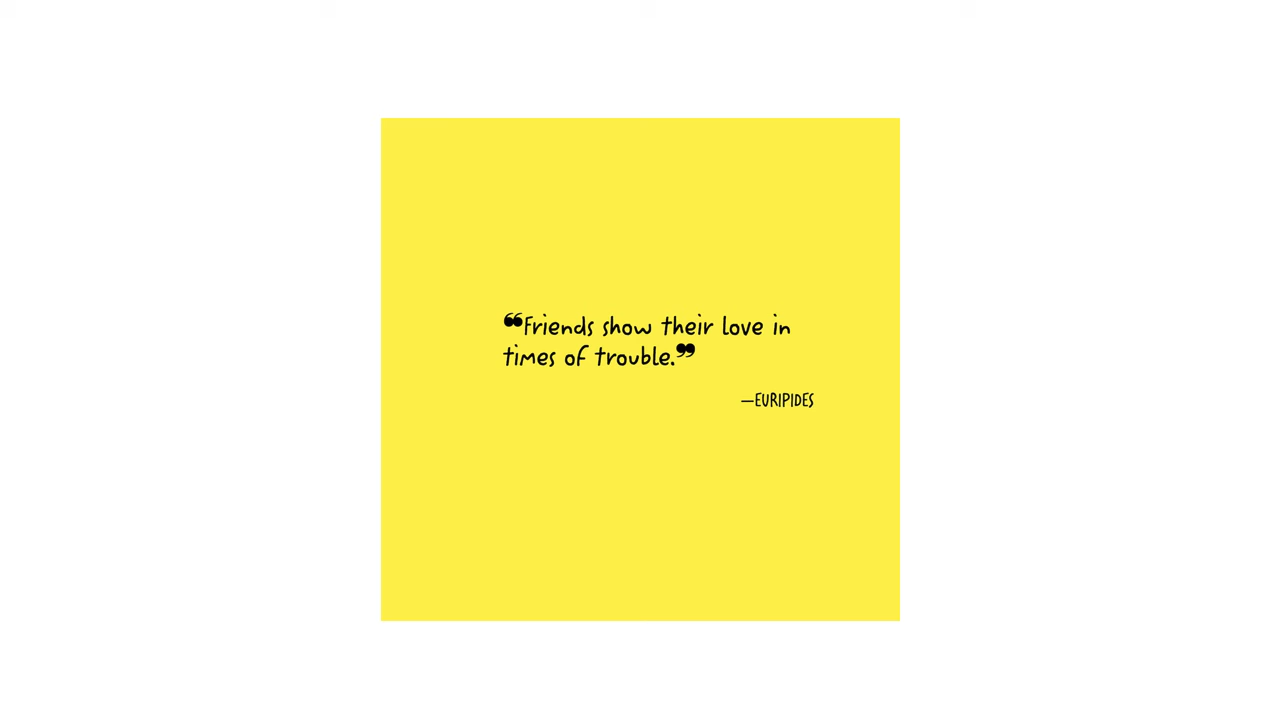 ❝Friends show their love in
times of trouble.❞
—EURIPIDES